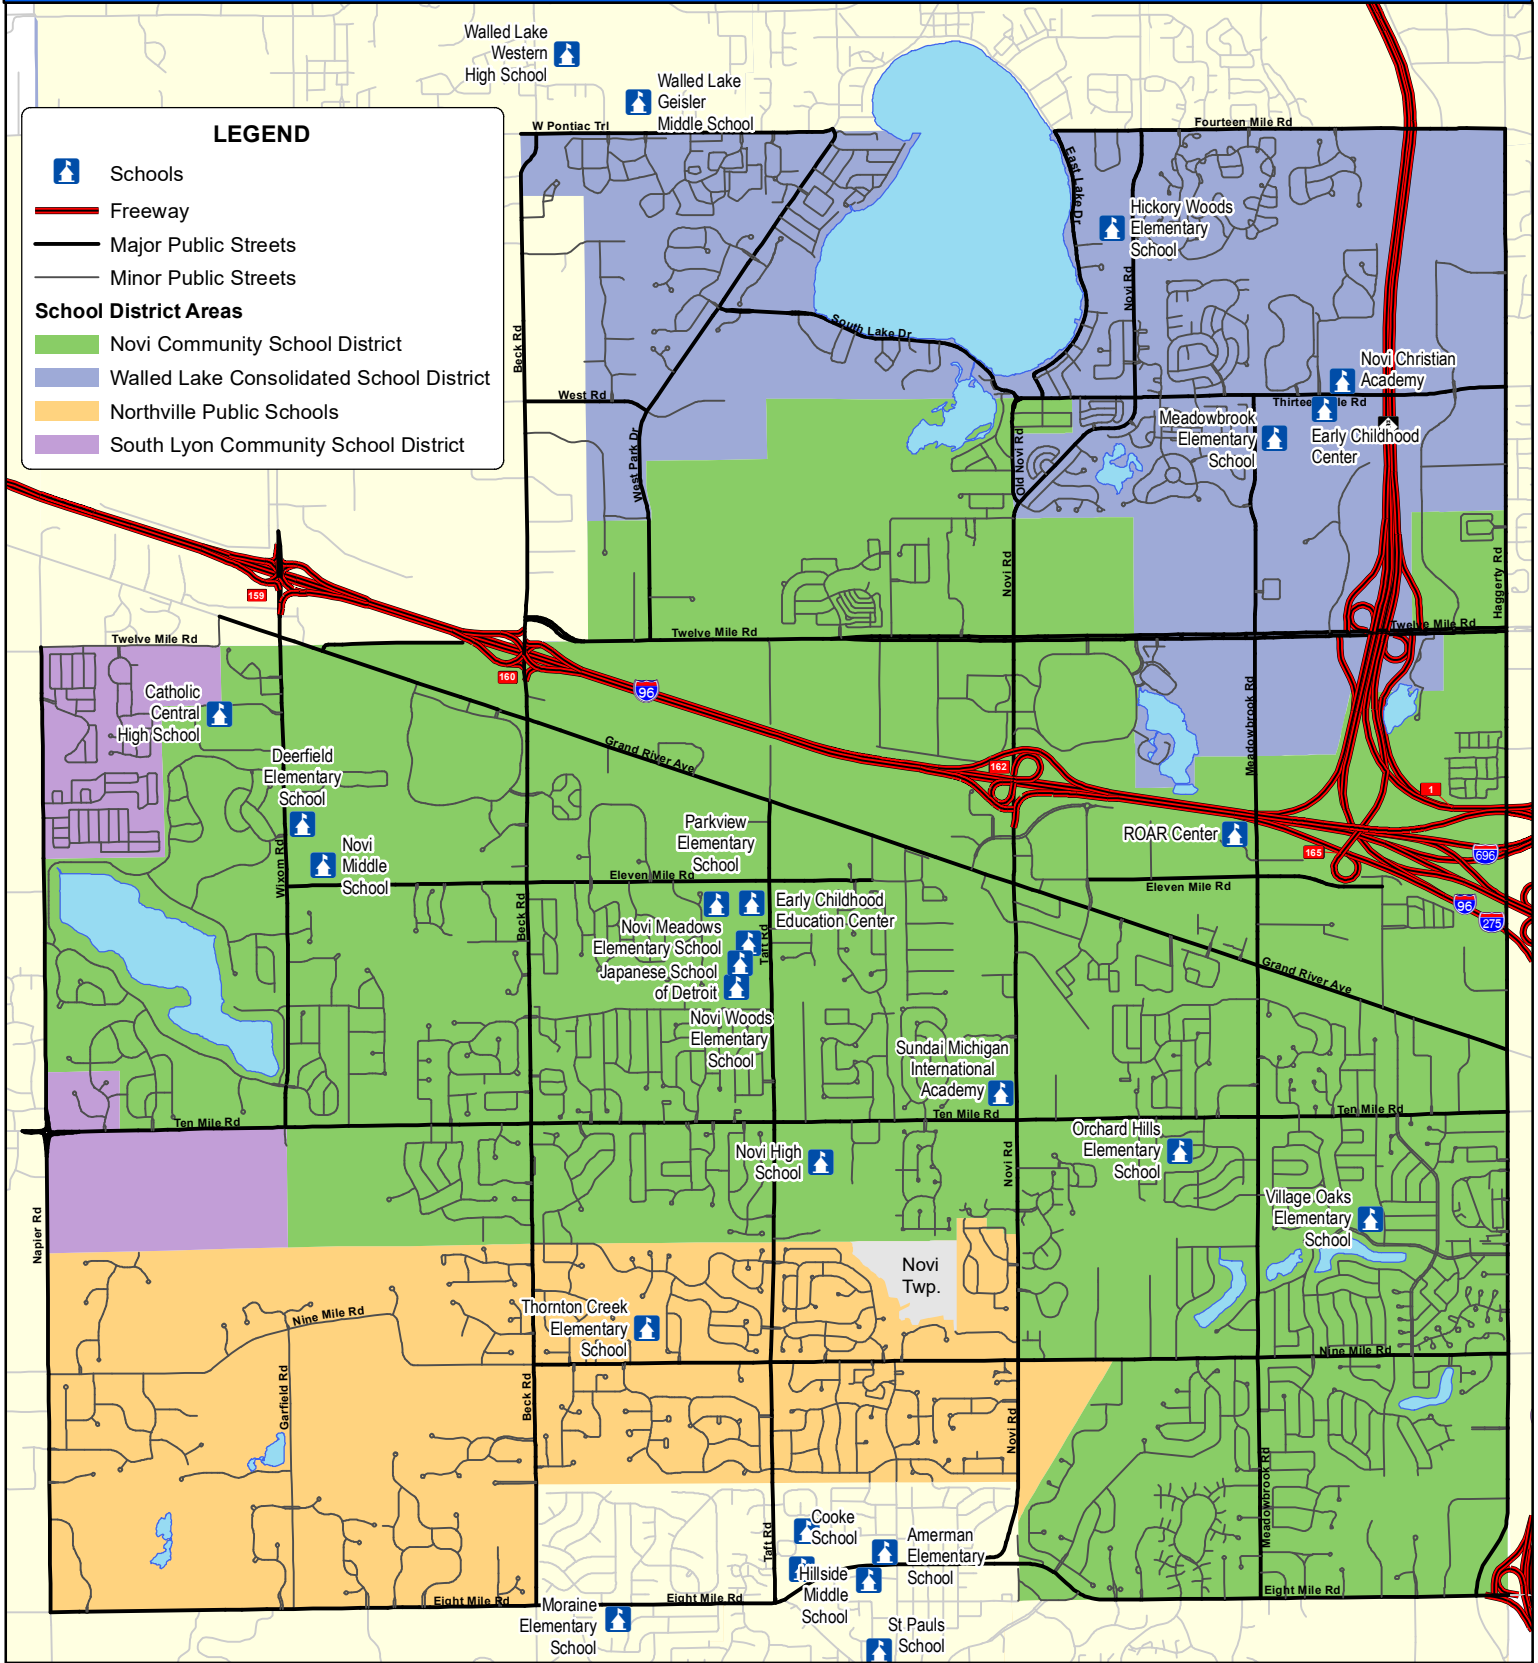 Walled Lake
Western
High School
Walled Lake
Geisler
Middle School
W Pontiac Trl
Fourteen Mile Rd
LEGEND
Schools
Freeway
Major Public Streets
Minor Public Streets
School District Areas
Novi Community School District
Walled Lake Consolidated School District
Northville Public Schools
South Lyon Community School District
East Lake Dr
Hickory Woods
Elementary
School
Novi Rd
Beck Rd
South Lake Dr
West Rd
West Park Dr
Novi Christian
Academy
Meadowbrook
Elementary
School
Early Childhood
Center
Old Novi Rd
Novi Rd
Haggerty Rd
159
Twelve Mile Rd
Twelve Mile Rd
Twelve Mile Rd
160
96
Catholic
Central
High School
Meadowbrook Rd
Grand River Ave
162
1
Deerfield
Elementary
School
Novi
Middle
School
Wixom Rd
Parkview
Elementary
School
ROAR Center
165
696
Eleven Mile Rd
Eleven Mile Rd
96
275
Beck Rd
Early Childhood
Education Center
Novi Meadows
Elementary School
Taft Rd
Japanese School
of Detroit
Grand River Ave
Novi Woods
Elementary
School
Sundai Michigan
International
Academy
Ten Mile Rd
Ten Mile Rd
Ten Mile Rd
Novi High
School
Novi Rd
Orchard Hills
Elementary
School
Village Oaks
Elementary
School
Napier Rd
Novi
Twp.
Nine Mile Rd
Thornton Creek
Elementary
School
Nine Mile Rd
Garfield Rd
Beck Rd
Novi Rd
Meadowbrook Rd
Taft Rd
Cooke
School
Amerman
Elementary
School
Hillside
Middle
School
Eight Mile Rd
Eight Mile Rd
Eight Mile Rd
Moraine
Elementary
School
St Pauls
School